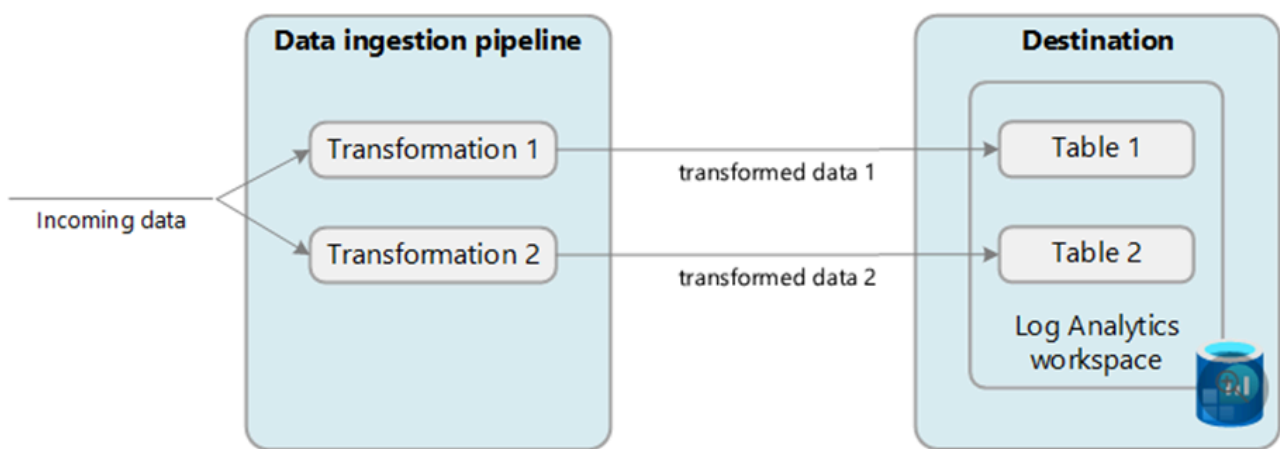 Data ingestion pipeline
Destination
Transformation 1
transformed data 1
Table 1
Incoming data
Transformation 2
transformed data 2
Table 2
Log Analytics
workspace